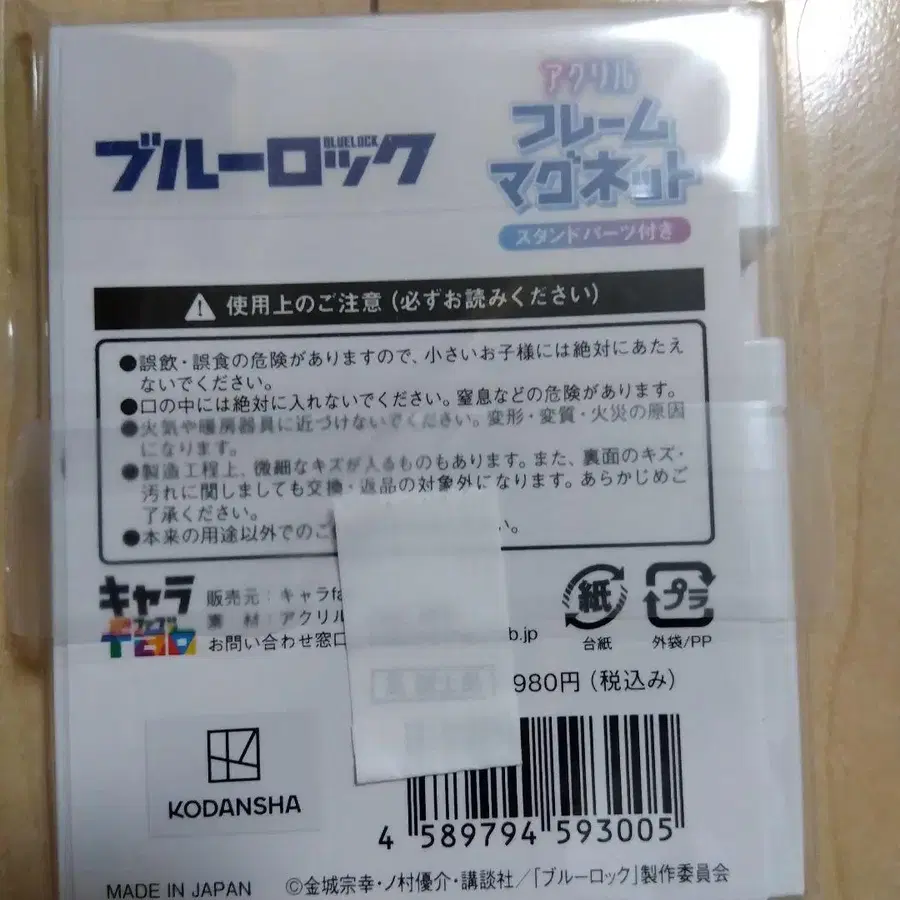 ブルーロック
BLUELOCK
アクリル
フレーム
マグネット
スタンドパーツ付き
使用上のご注意(必ずお読みください)
●誤飲・誤食の危険がありますので、小さいお子様には絶対にあたえ
ないでください。
●口の中には絶対に入れないでください。窒息などの危険があります。
●火気や暖房器具に近づけないでください。変形・変質・火災の原因
になります。
●製造工程上、微細なキズが入るものもあります。また、裏面のキズ・
汚れに関しましても交換・返品の対象外になります。あらかじめご
了承ください。
●本来の用途以外でのご い。
キャラ
ファブ
fab
販売元:キャラfa
素 材:アクリル
お問い合わせ窓口 b.jp
紙
台紙
プラ
外袋/PP
980円(税込み)
KODANSHA
4 589794 593005
MADE IN JAPAN
©金城宗幸・ノ村優介・講談社/「ブルーロック」製作委員会